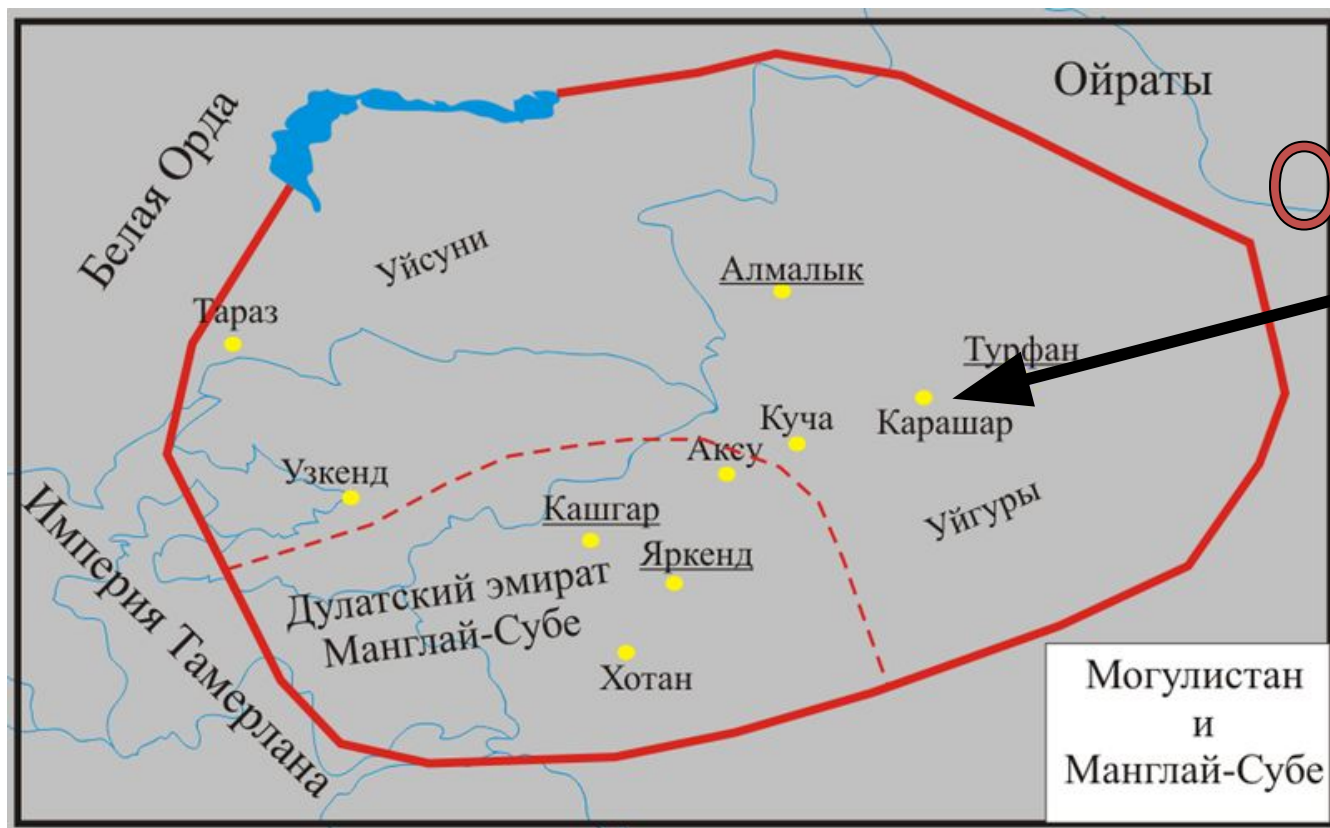 Ойраты
Белая Орда
Уйсуни
Алмалык
Тараз
Турфан
Карашар
Куча
Аксу
Узкенд
Кашгар
Уйгуры
Яркенд
Дулатский эмират
Манглай-Субе
Империя Тамерлана
Хотан
Могулистан
и
Манглай-Субе